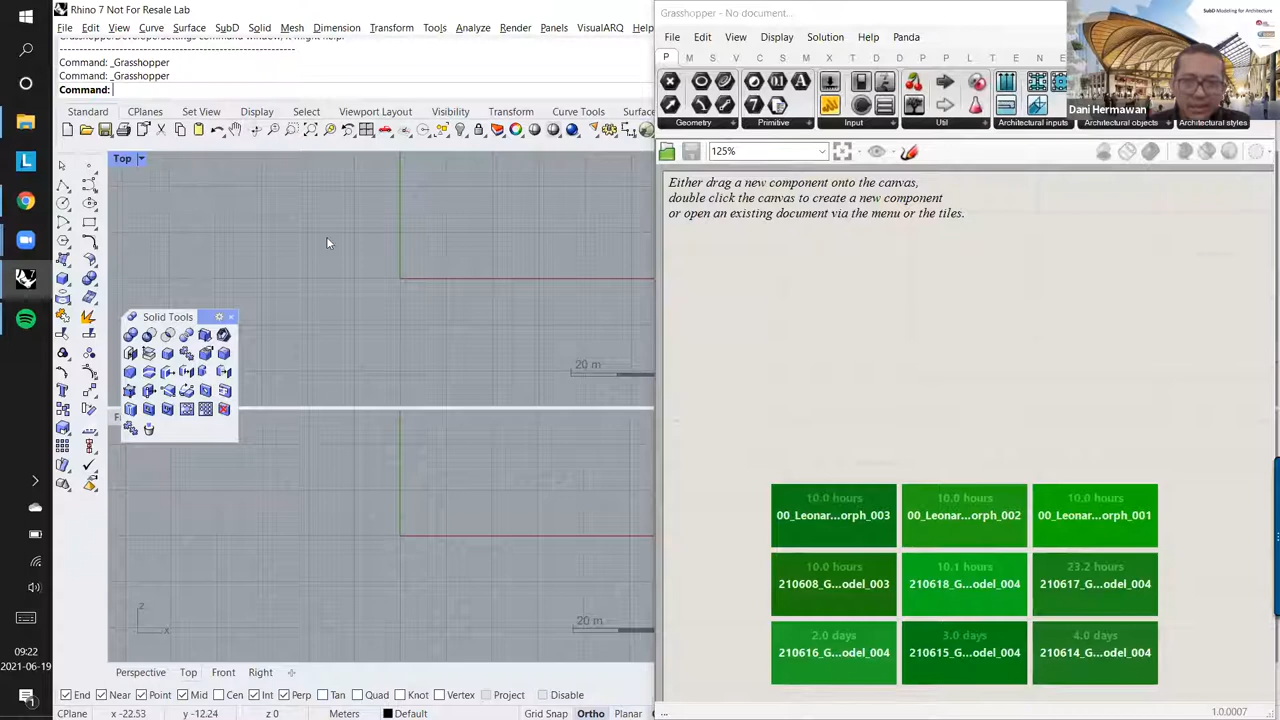 Rhino 7 Not For Resale Lab
File Edit View Curve Surface SubD Solid Mesh Dimension Transform Tools Analyze Render Panels VisualARQ Help
Command: _Grasshopper
Command: _Grasshopper
Command:
Standard CPlanes Set View Display Select Viewport Layout Visibility Transform Curve Tools Surface
Top
Solid Tools
20 m
z
x
20 m
Perspective Top Front Right
End Near Point Mid Cen Int Perp Tan Quad Knot Vertex Project Disable
CPlane x -22.53 y -12.24 z 0 Meters Default Grid Snap Ortho Planar
09:22
2021-06-19
L
7
1
Grasshopper - No document...
File Edit View Display Solution Help Panda
P M S V C S M I T D P P L T E N E
Geometry Primitive Input Util Architectural inputs Architectural objects Architectural styles
125%
Either drag a new component onto the canvas,
double click the canvas to create a new component
or open an existing document via the menu or the tiles.
10.0 hours
00_Leonar...orph_003
10.0 hours
00_Leonar...orph_002
10.0 hours
00_Leonar...orph_001
10.0 hours
210608_G...odel_003
10.1 hours
210618_G...odel_004
23.2 hours
210617_G...odel_004
2.0 days
210616_G...odel_004
3.0 days
210615_G...odel_004
4.0 days
210614_G...odel_004
...
1.0.0007
SubD Modeling for Architecture
Dani Hermawan